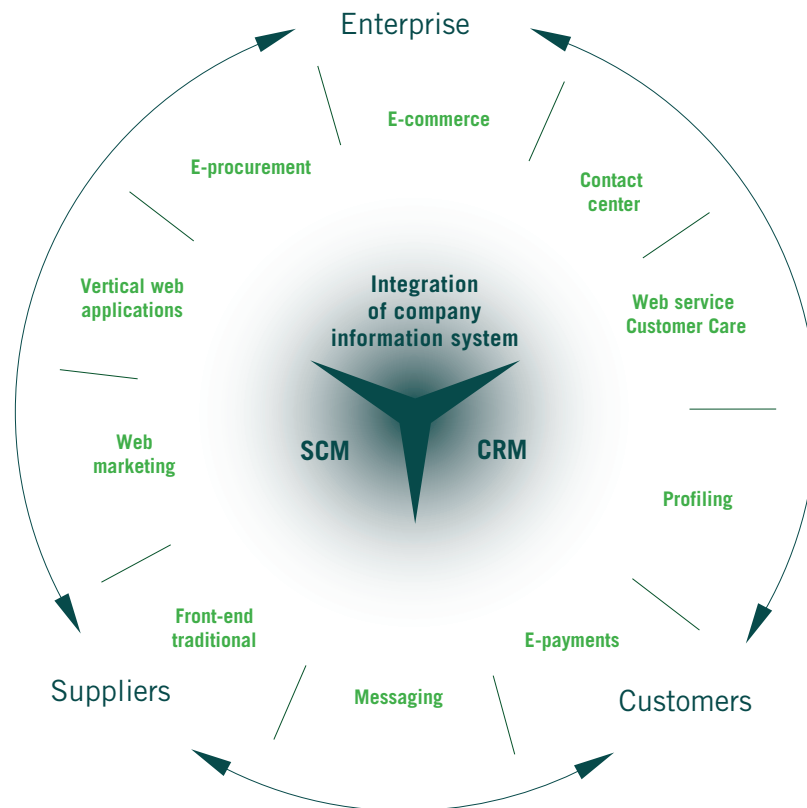 Enterprise
E-commerce
E-procurement
Contact
center
Vertical web
applications
Integration
of company
information system
Web service
Customer Care
Web
marketing
SCM
CRM
Profiling
Front-end
traditional
E-payments
Suppliers
Messaging
Customers